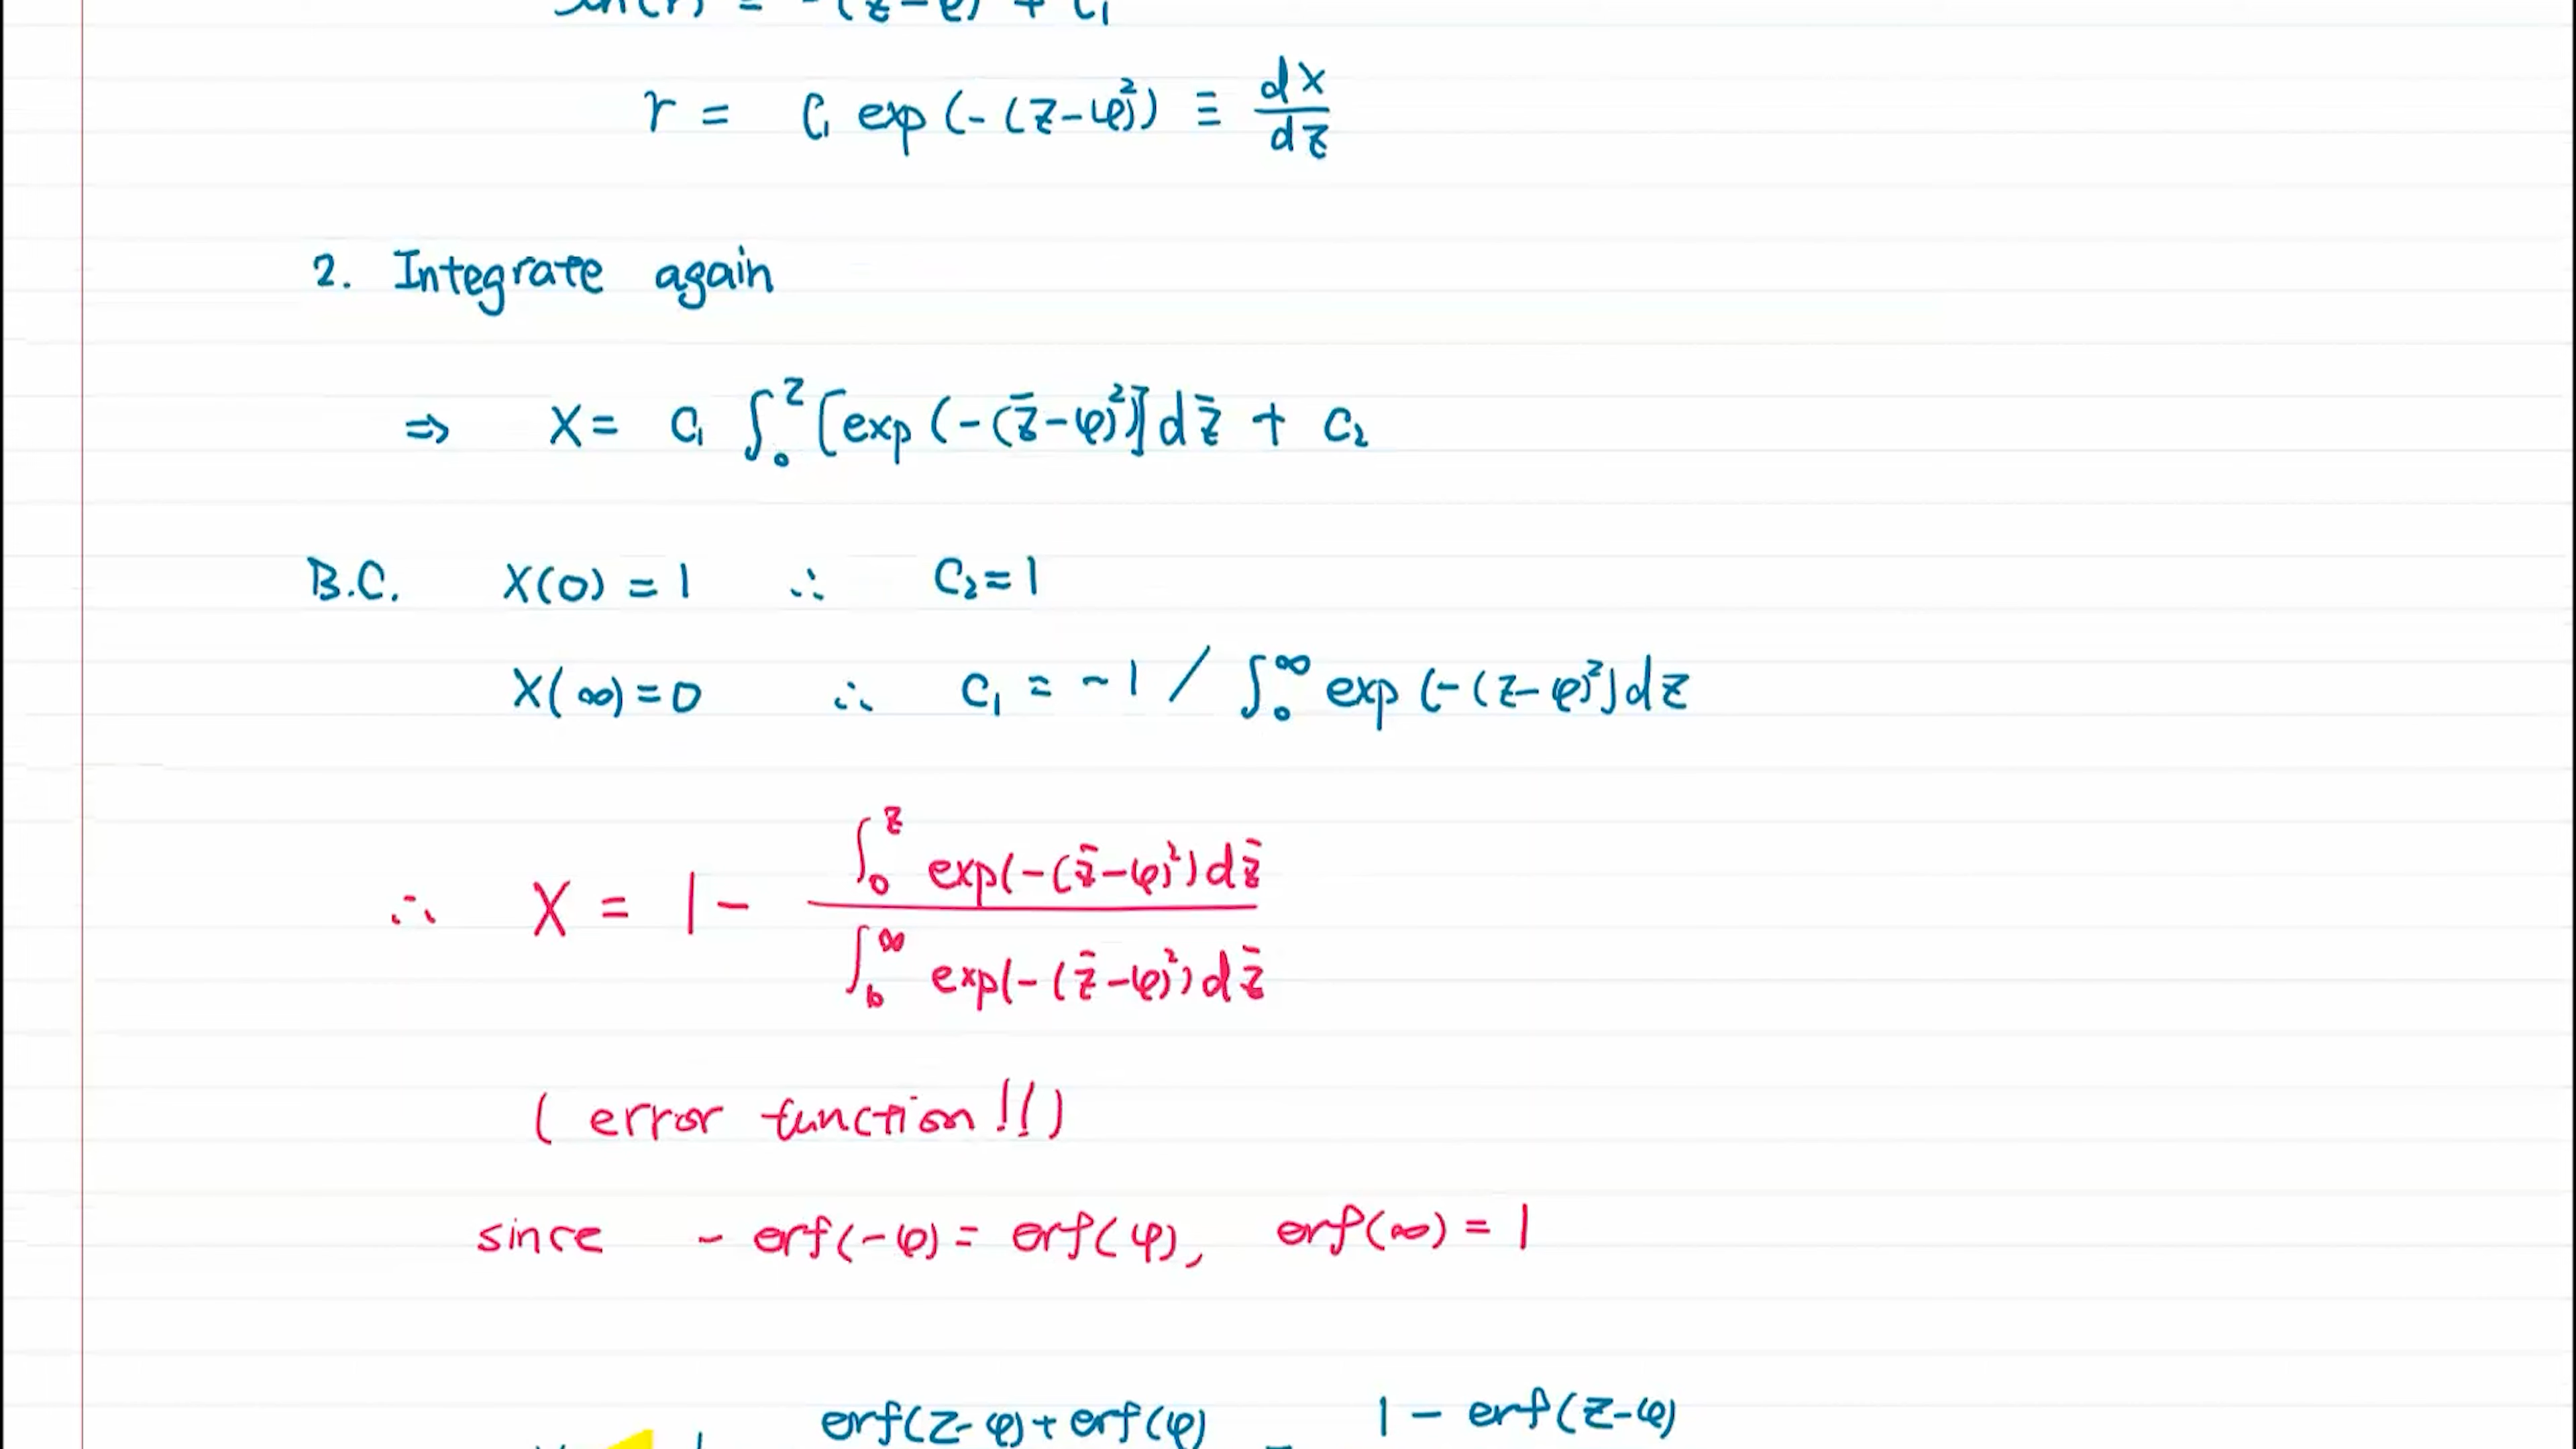 = -(z-φ)² + C₁
r = C₁ exp(-(z-φ)²) ≡ dX/dz
2. Integrate again
⇒ X = C₁ ∫₀^z [exp(-(z̄-φ)²)] dz̄ + C₂
B.C. X(0) = 1 ∴ C₂ = 1
X(∞) = 0 ∴ C₁ = -1 / ∫₀^∞ exp(-(z-φ)²) dz
∴ X = 1 - ∫₀^z exp(-(z̄-φ)²) dz̄ / ∫₀^∞ exp(-(z̄-φ)²) dz̄
(error function!!)
since - erf(-φ) = erf(φ), erf(∞) = 1
erf(z-φ) + erf(φ) = 1 - erf(z-φ)